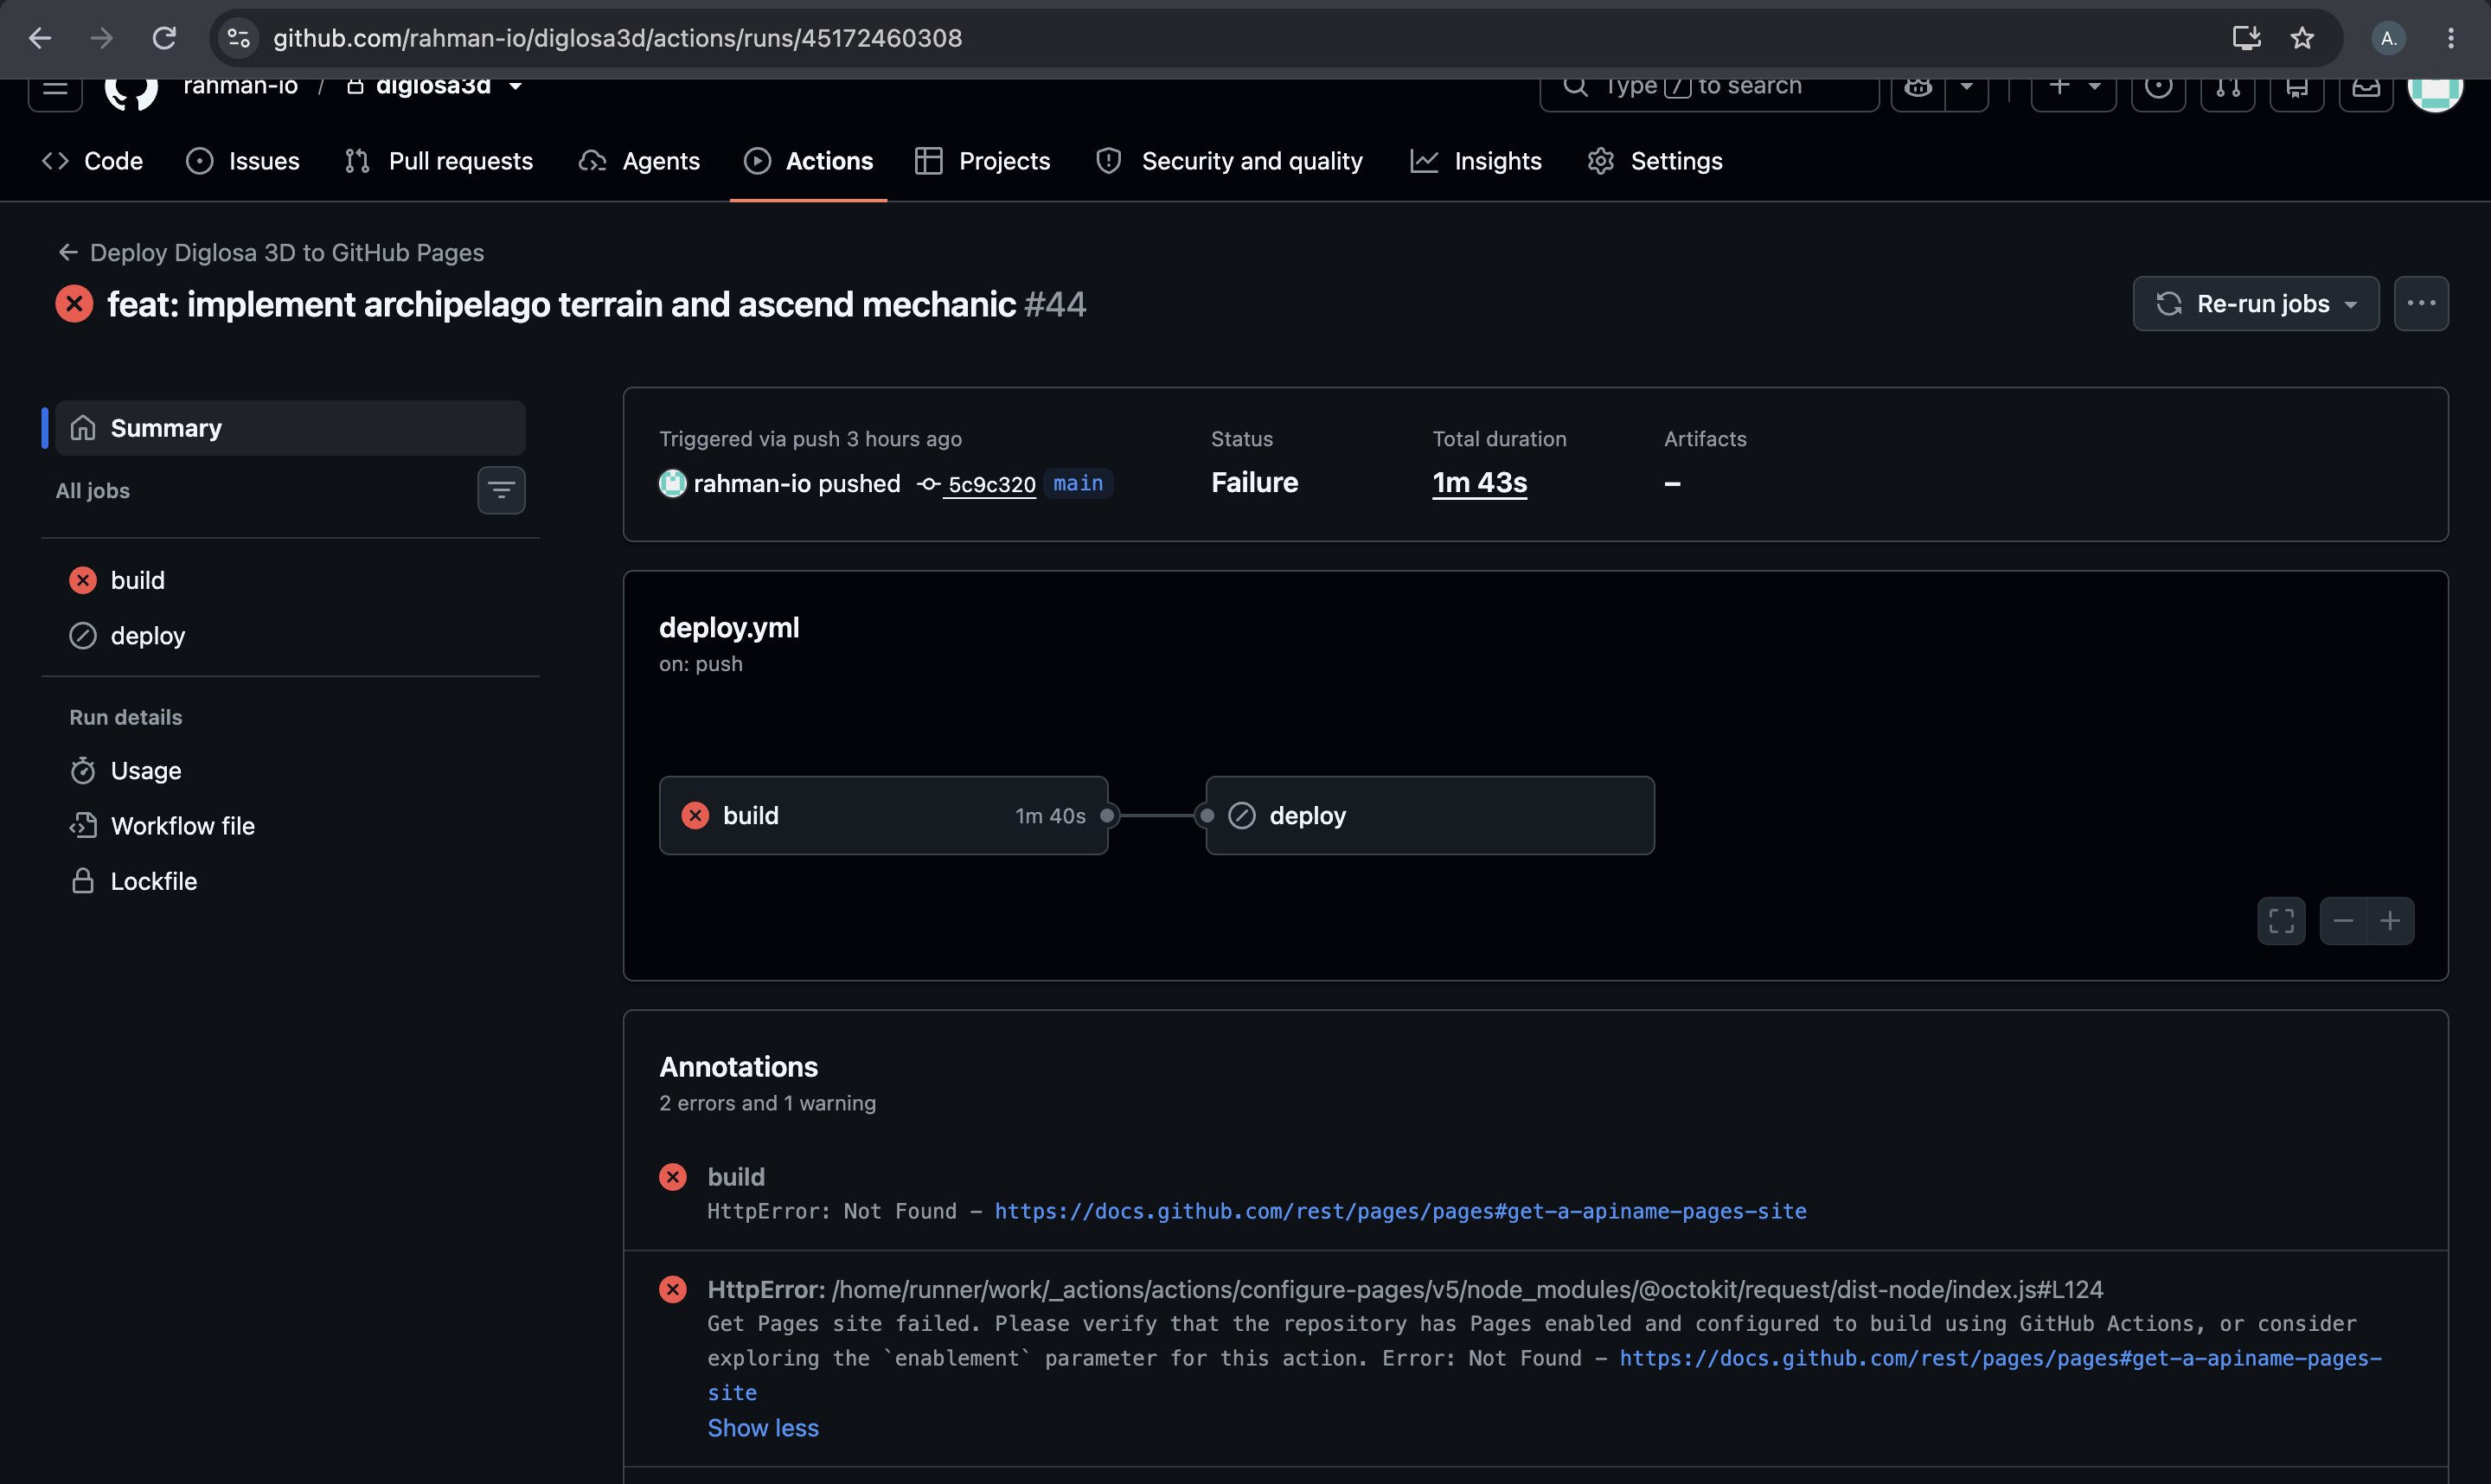 github.com/rahman-io/diglosa3d/actions/runs/45172460308
A.
rahman-io / diglosa3d
Type / to search
Code Issues Pull requests Agents Actions Projects Security and quality Insights Settings
← Deploy Diglosa 3D to GitHub Pages
feat: implement archipelago terrain and ascend mechanic #44
Re-run jobs
Summary
All jobs
build
deploy
Run details
Usage
Workflow file
Lockfile
Triggered via push 3 hours ago
rahman-io pushed 5c9c320 main
Status
Failure
Total duration
1m 43s
Artifacts
–
deploy.yml
on: push
build 1m 40s
deploy
Annotations
2 errors and 1 warning
build
HttpError: Not Found – https://docs.github.com/rest/pages/pages#get-a-apiname-pages-site
HttpError: /home/runner/work/_actions/actions/configure-pages/v5/node_modules/@octokit/request/dist-node/index.js#L124
Get Pages site failed. Please verify that the repository has Pages enabled and configured to build using GitHub Actions, or consider
exploring the `enablement` parameter for this action. Error: Not Found – https://docs.github.com/rest/pages/pages#get-a-apiname-pages-
site
Show less